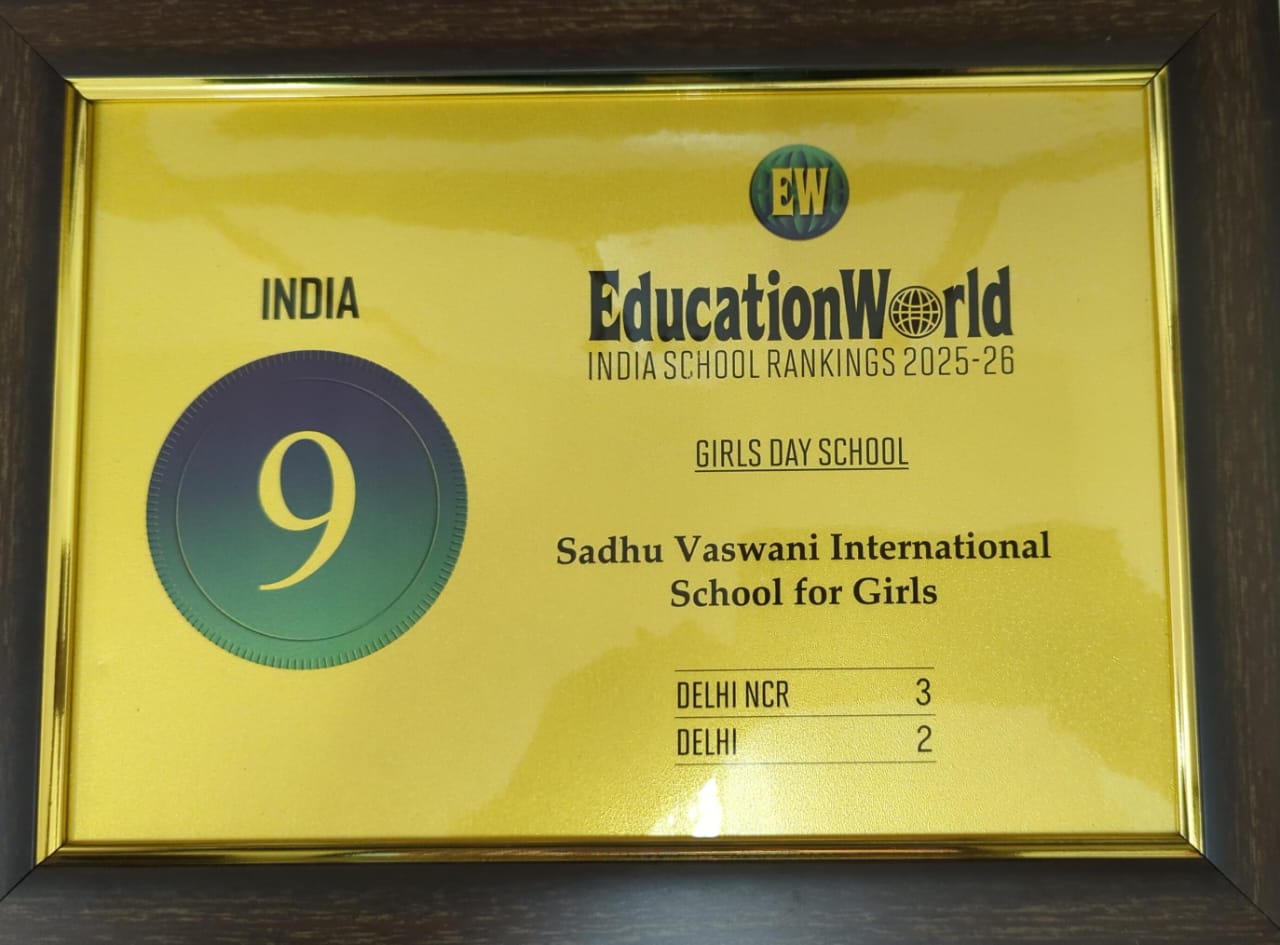 INDIA
9
EW
EducationWorld
INDIA SCHOOL RANKINGS 2025-26
GIRLS DAY SCHOOL
Sadhu Vaswani International
School for Girls
DELHI NCR 3
DELHI 2